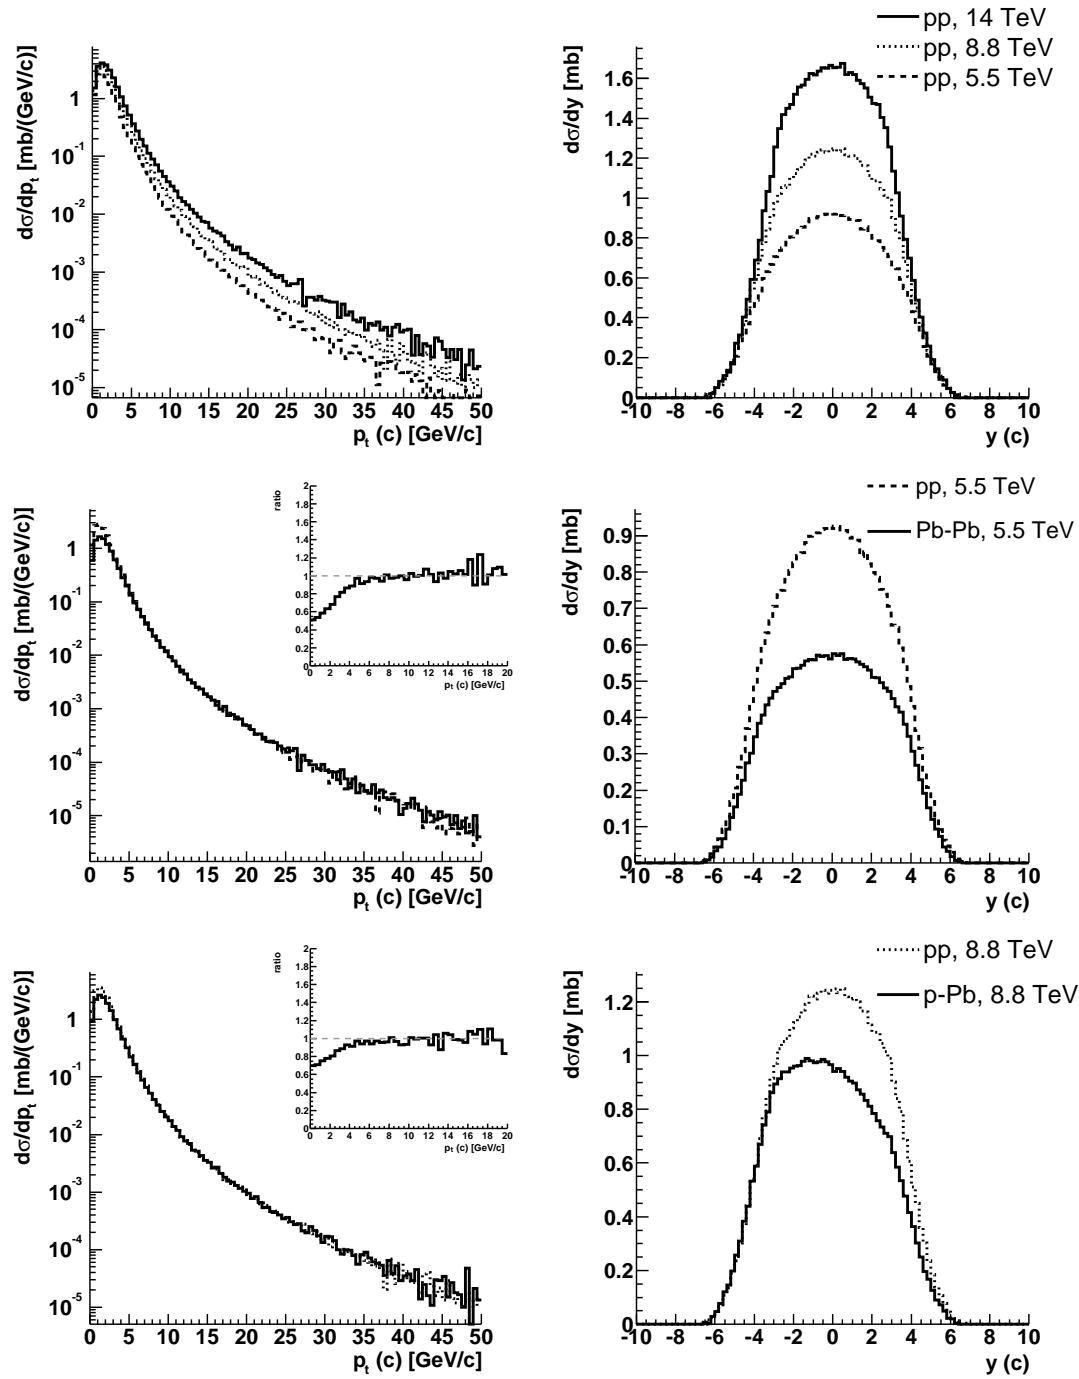 pp, 14 TeV
pp, 8.8 TeV
pp, 5.5 TeV
dσ/dp_t [mb/(GeV/c)]
1
10^-1
10^-2
10^-3
10^-4
10^-5
0 5 10 15 20 25 30 35 40 45 50
p_t (c) [GeV/c]
dσ/dy [mb]
1.6
1.4
1.2
1
0.8
0.6
0.4
0.2
0
-10 -8 -6 -4 -2 0 2 4 6 8 10
y (c)
dσ/dp_t [mb/(GeV/c)]
1
10^-1
10^-2
10^-3
10^-4
10^-5
0 5 10 15 20 25 30 35 40 45 50
p_t (c) [GeV/c]
ratio
2
1.8
1.6
1.4
1.2
1
0.8
0.6
0.4
0.2
0
0 2 4 6 8 10 12 14 16 18 20
p_t (c) [GeV/c]
pp, 5.5 TeV
Pb-Pb, 5.5 TeV
dσ/dy [mb]
0.9
0.8
0.7
0.6
0.5
0.4
0.3
0.2
0.1
0
-10 -8 -6 -4 -2 0 2 4 6 8 10
y (c)
dσ/dp_t [mb/(GeV/c)]
1
10^-1
10^-2
10^-3
10^-4
10^-5
0 5 10 15 20 25 30 35 40 45 50
p_t (c) [GeV/c]
ratio
2
1.8
1.6
1.4
1.2
1
0.8
0.6
0.4
0.2
0
0 2 4 6 8 10 12 14 16 18 20
p_t (c) [GeV/c]
pp, 8.8 TeV
p-Pb, 8.8 TeV
dσ/dy [mb]
1.2
1
0.8
0.6
0.4
0.2
0
-10 -8 -6 -4 -2 0 2 4 6 8 10
y (c)